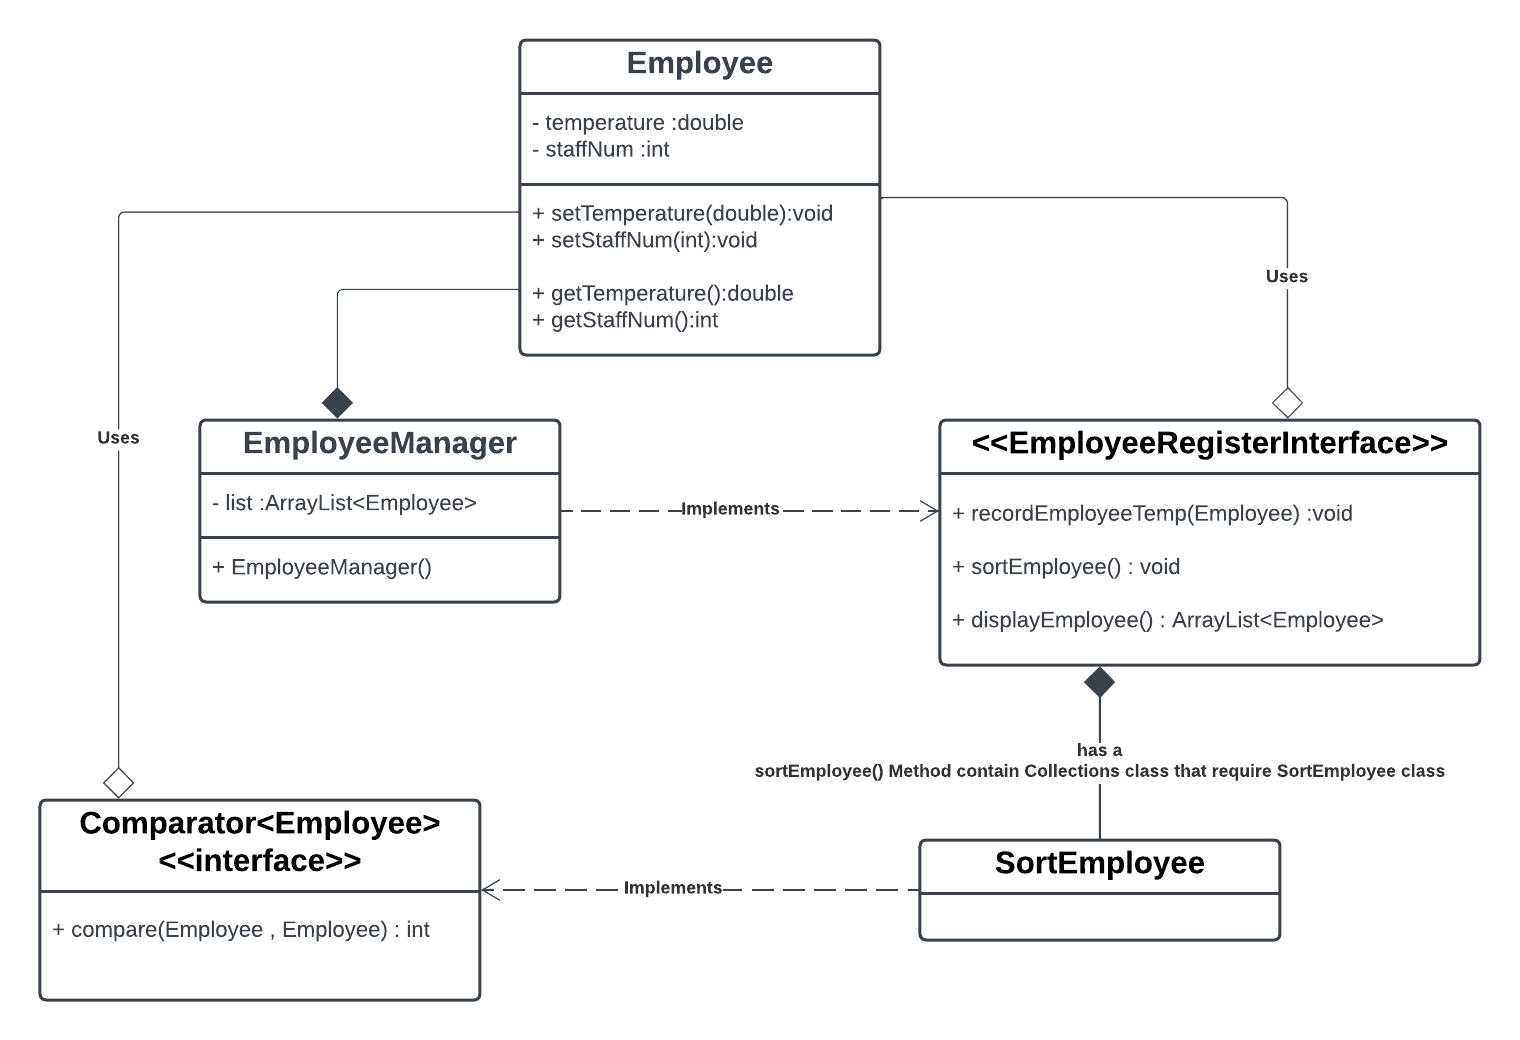 Employee
- temperature :double
- staffNum :int
+ setTemperature(double):void
+ setStaffNum(int):void
+ getTemperature():double
+ getStaffNum():int
Uses
Uses
EmployeeManager
- list :ArrayList<Employee>
+ EmployeeManager()
Implements
<<EmployeeRegisterInterface>>
+ recordEmployeeTemp(Employee) :void
+ sortEmployee() : void
+ displayEmployee() : ArrayList<Employee>
has a
sortEmployee() Method contain Collections class that require SortEmployee class
Comparator<Employee>
<<interface>>
+ compare(Employee , Employee) : int
Implements
SortEmployee